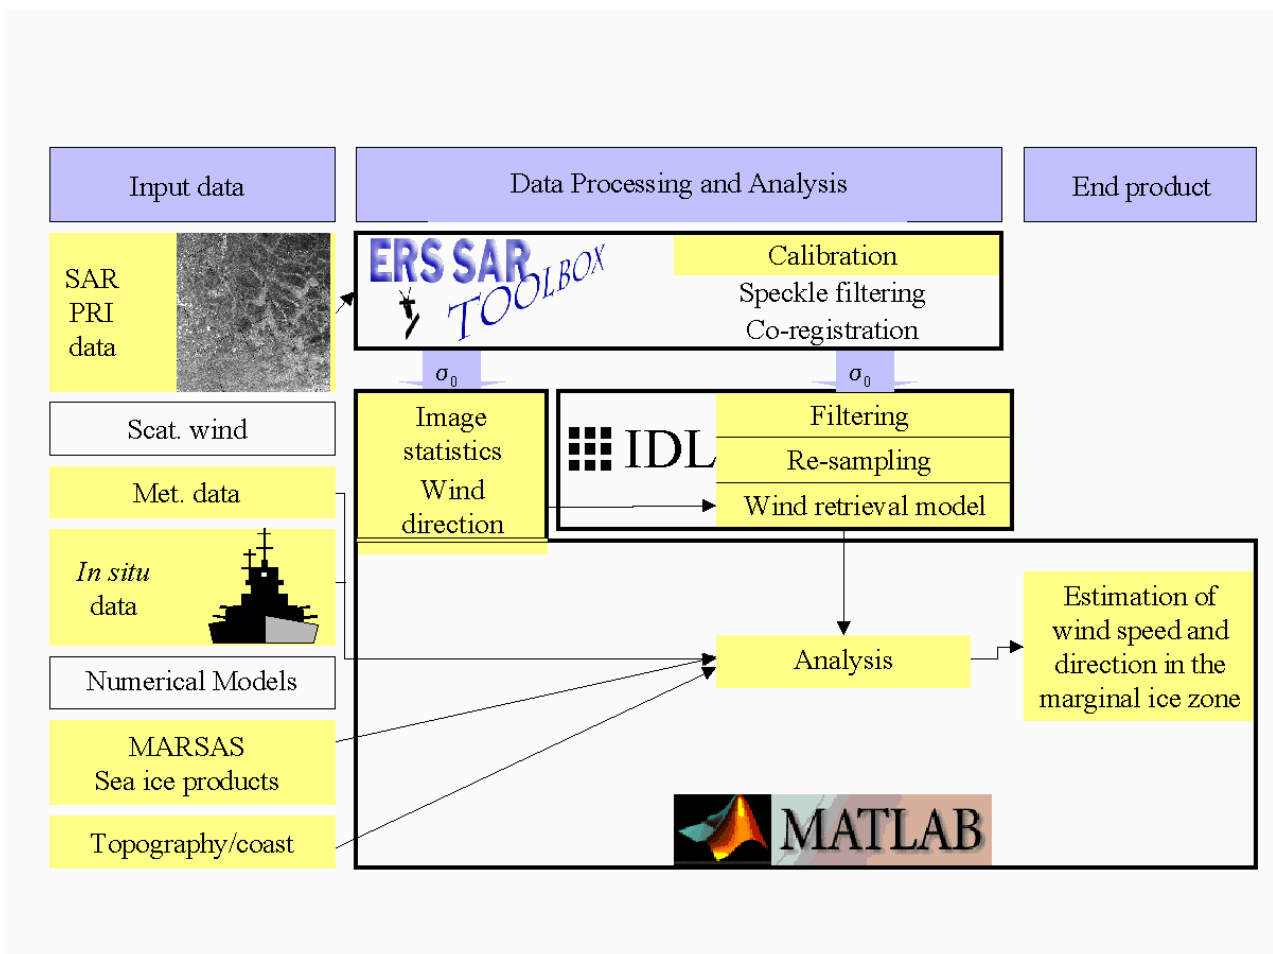 Input data
Data Processing and Analysis
End product
SAR
PRI
data
ERS SAR
TOOLBOX
Calibration
Speckle filtering
Co-registration
σ0
σ0
Scat. wind
Image
statistics
Wind
direction
IDL
Filtering
Re-sampling
Wind retrieval model
Met. data
In situ
data
Numerical Models
MARSAS
Sea ice products
Topography/coast
Analysis
Estimation of
wind speed and
direction in the
marginal ice zone
MATLAB